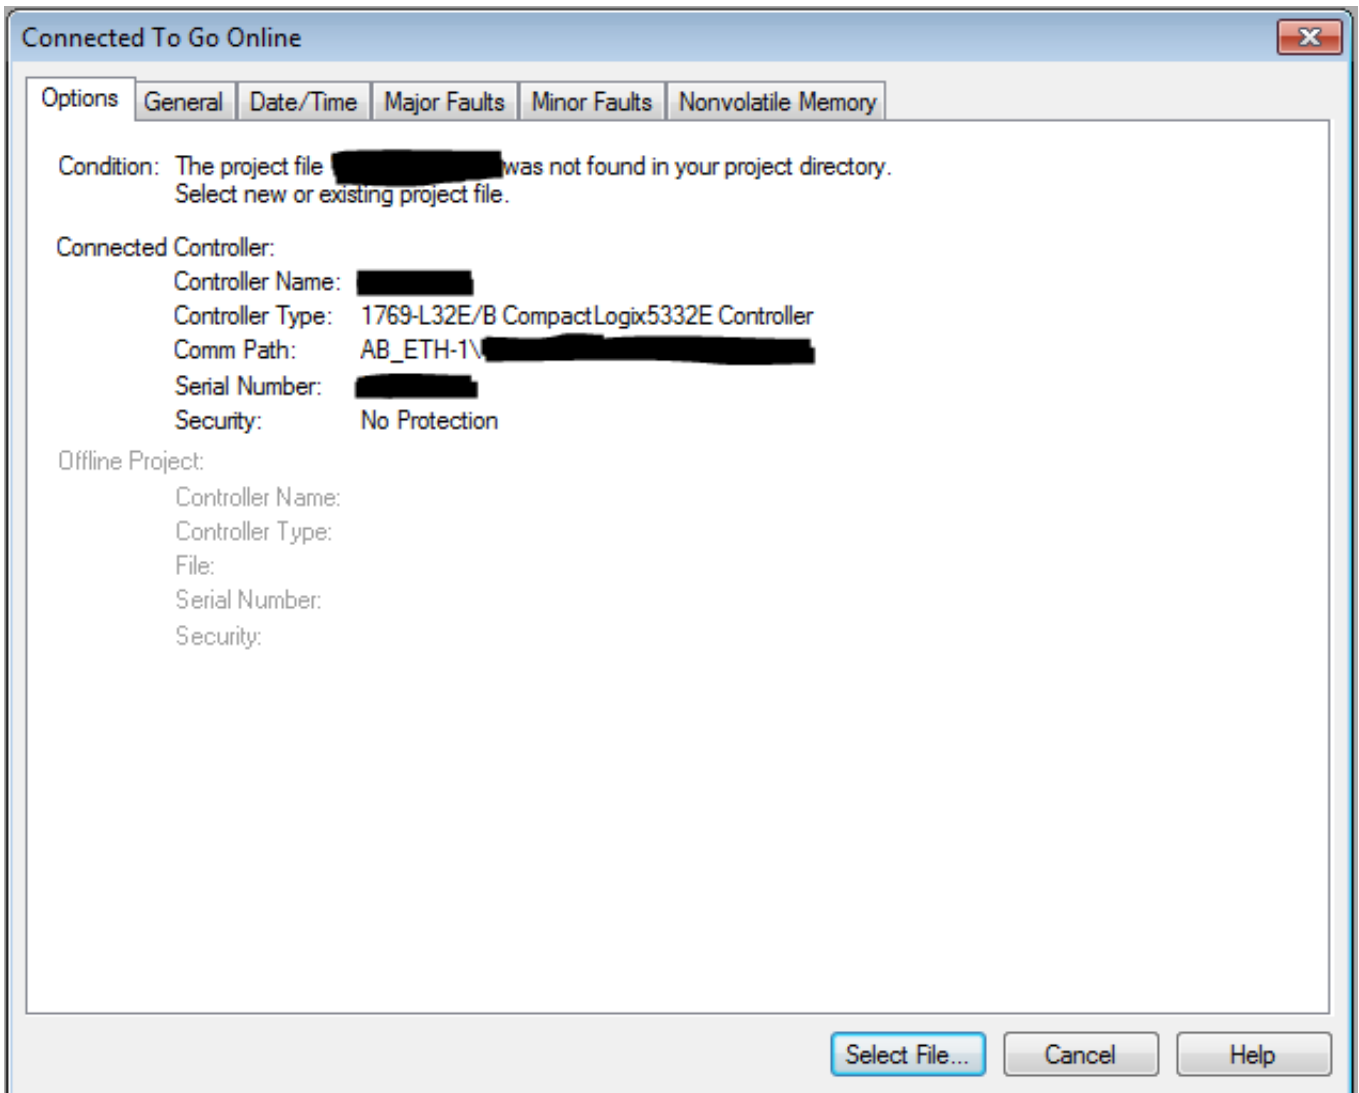 Connected To Go Online
Options General Date/Time Major Faults Minor Faults Nonvolatile Memory
Condition: The project file was not found in your project directory.
Select new or existing project file.
Connected Controller:
Controller Name:
Controller Type: 1769-L32E/B CompactLogix5332E Controller
Comm Path: AB_ETH-1\
Serial Number:
Security: No Protection
Offline Project:
Controller Name:
Controller Type:
File:
Serial Number:
Security:
Select File... Cancel Help